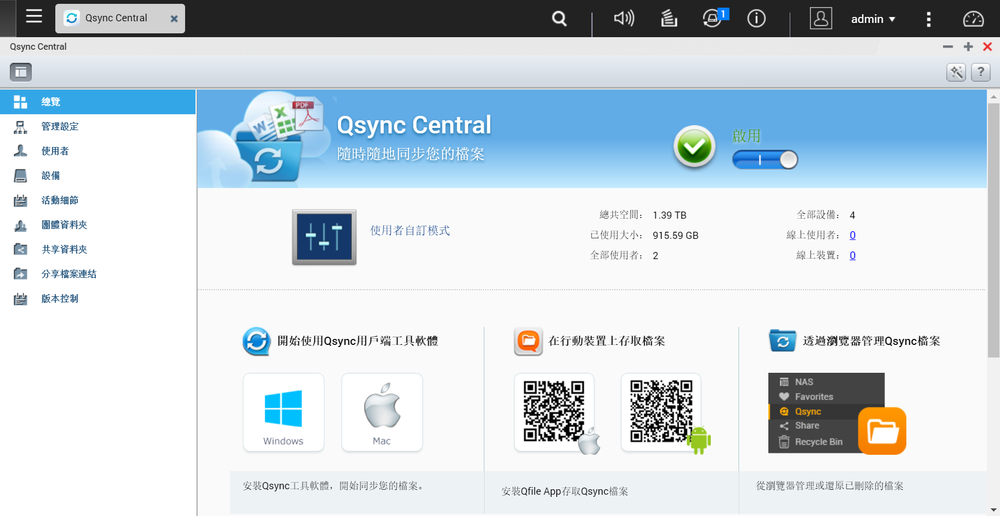 Qsync Central
1
admin
Qsync Central
?
總覽
管理設定
使用者
設備
活動細節
團體資料夾
共享資料夾
分享檔案連結
版本控制
PDF
W
X
Qsync Central
隨時隨地同步您的檔案
啟用
使用者自訂模式
總共空間: 1.39 TB
已使用大小: 915.59 GB
全部使用者: 2
全部設備: 4
線上使用者: 0
線上裝置: 0
開始使用Qsync用戶端工具軟體
Windows
Mac
安裝Qsync工具軟體，開始同步您的檔案。
在行動裝置上存取檔案
安裝Qfile App存取Qsync檔案
透過瀏覽器管理Qsync檔案
NAS
Favorites
Qsync
Share
Recycle Bin
從瀏覽器管理或還原已刪除的檔案